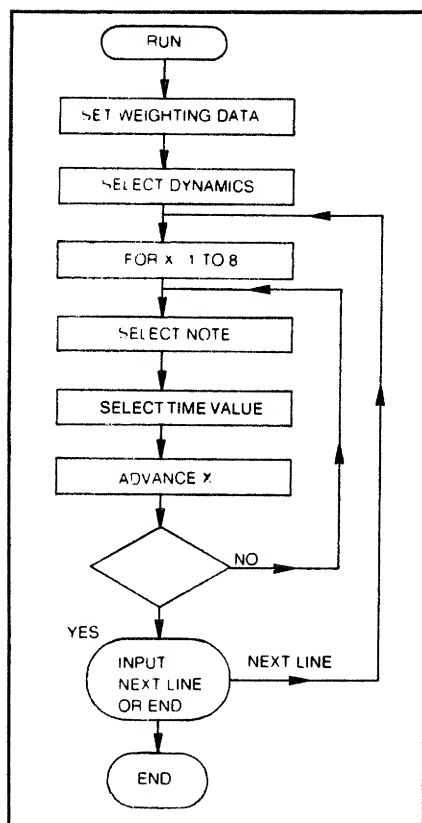 RUN
SET WEIGHTING DATA
SELECT DYNAMICS
FOR X 1 TO 8
SELECT NOTE
SELECT TIME VALUE
ADVANCE X
NO
YES
INPUT
NEXT LINE
OR END
NEXT LINE
END